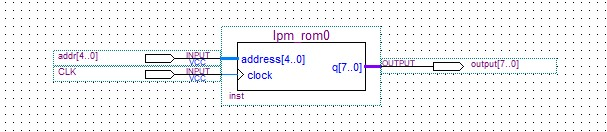 lpm_rom0
addr[4..0] INPUT VCC address[4..0]
CLK INPUT VCC clock
q[7..0] OUTPUT output[7..0]
inst